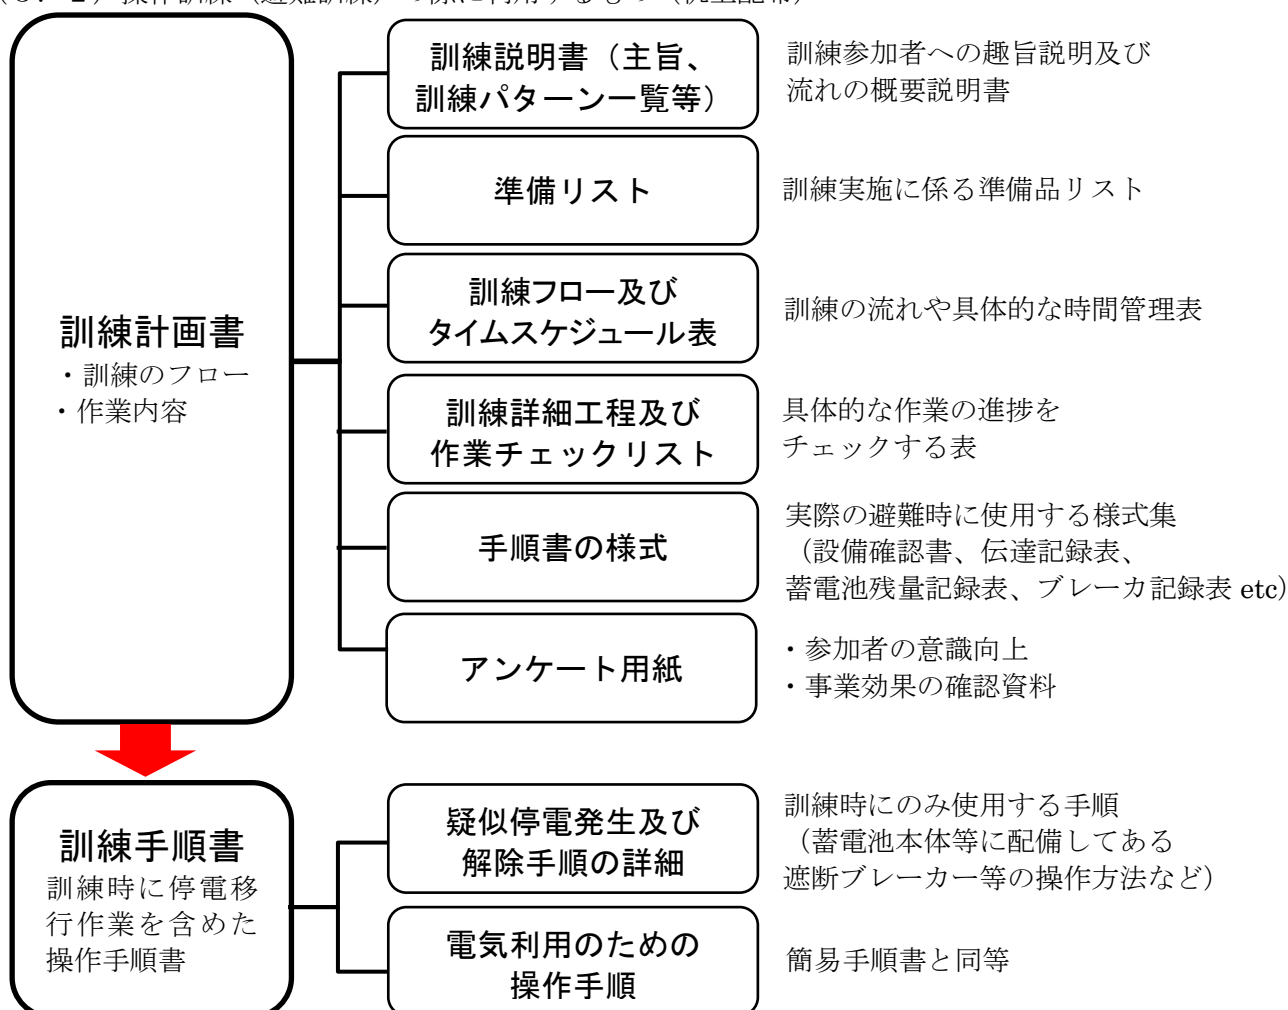 訓練計画書
・訓練のフロー
・作業内容
訓練説明書（主旨、
訓練パターン一覧等）
訓練参加者への趣旨説明及び
流れの概要説明書
準備リスト
訓練実施に係る準備品リスト
訓練フロー及び
タイムスケジュール表
訓練の流れや具体的な時間管理表
訓練詳細工程及び
作業チェックリスト
具体的な作業の進捗を
チェックする表
手順書の様式
実際の避難時に使用する様式集
（設備確認書、伝達記録表、
蓄電池残量記録表、ブレーカ記録表 etc）
アンケート用紙
・参加者の意識向上
・事業効果の確認資料
訓練手順書
訓練時に停電移
行作業を含めた
操作手順書
疑似停電発生及び
解除手順の詳細
訓練時にのみ使用する手順
（蓄電池本体等に配備してある
遮断ブレーカー等の操作方法など）
電気利用のための
操作手順
簡易手順書と同等